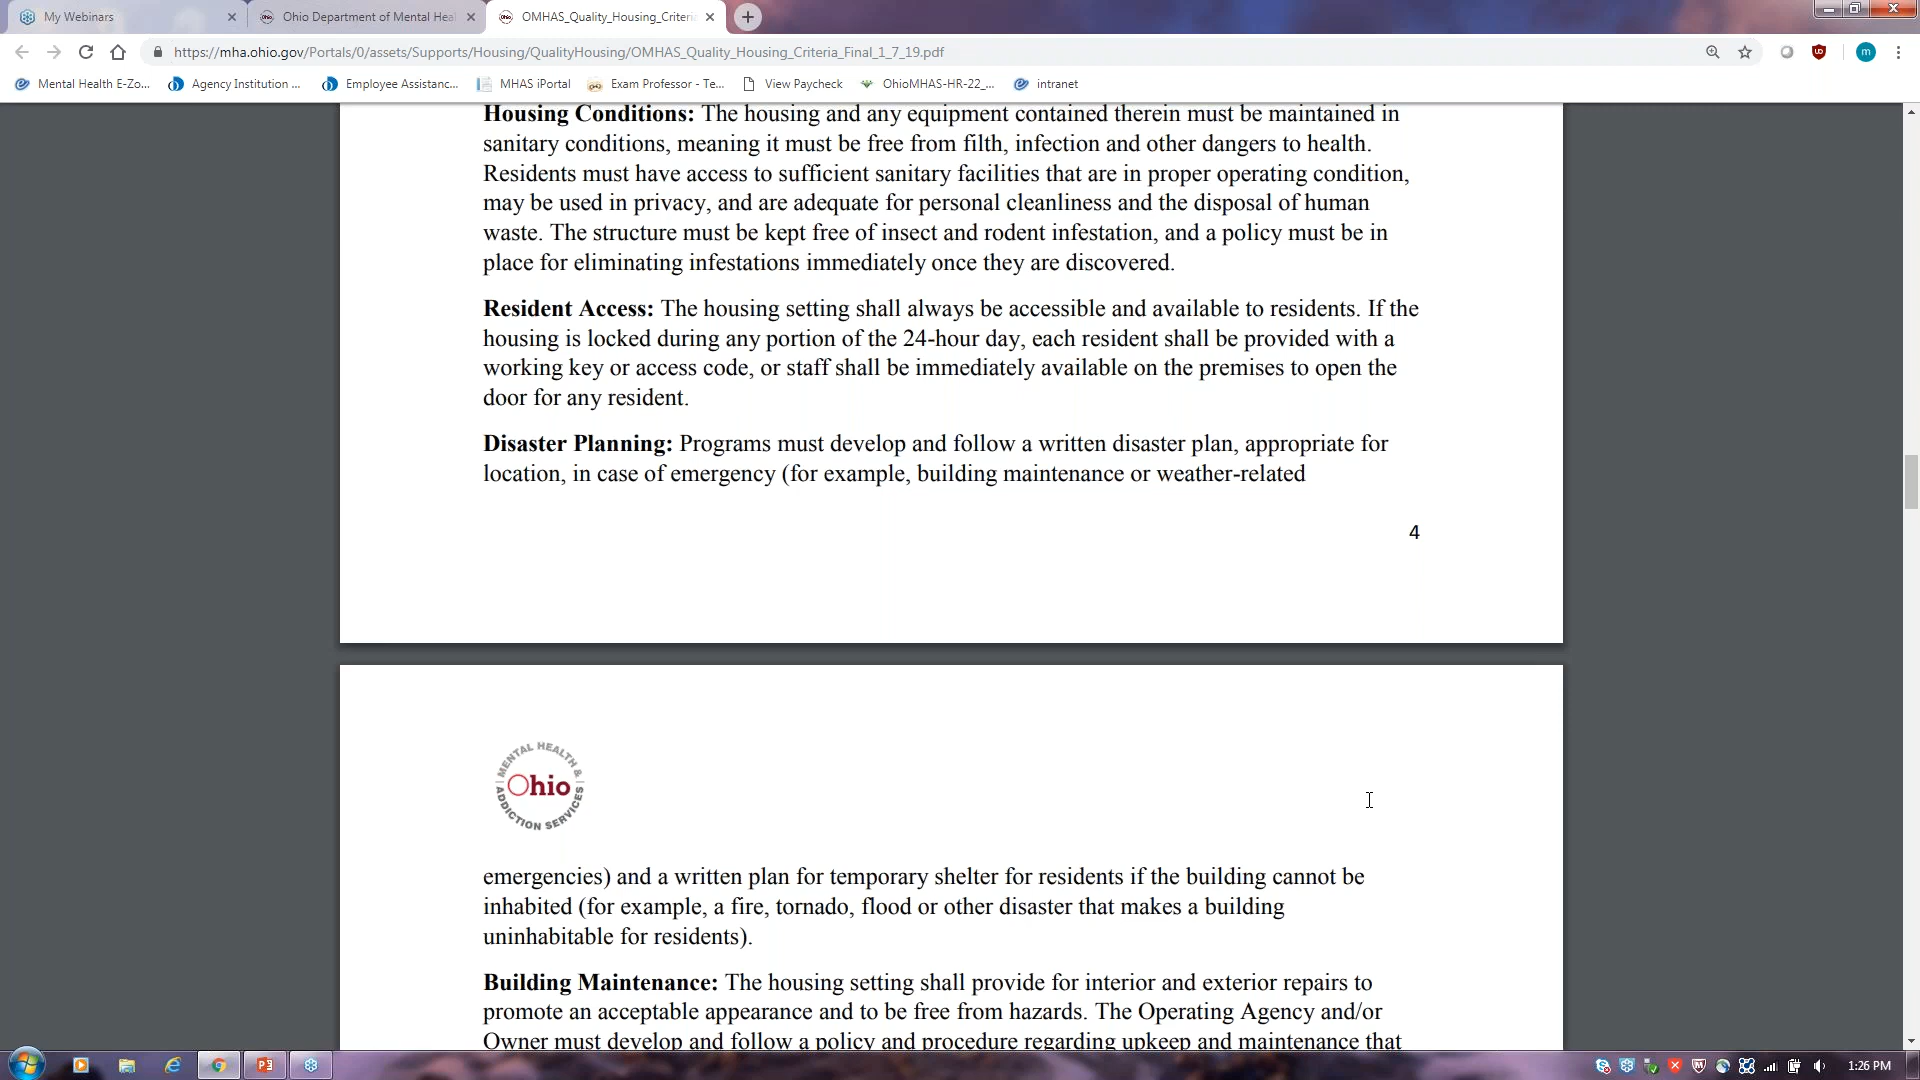 My Webinars
Ohio Department of Mental Heal
OMHAS_Quality_Housing_Criteria
https://mha.ohio.gov/Portals/0/assets/Supports/Housing/QualityHousing/OMHAS_Quality_Housing_Criteria_Final_1_7_19.pdf
m
Mental Health E-Zo...
Agency Institution ...
Employee Assistanc...
MHAS iPortal
Exam Professor - Te...
View Paycheck
OhioMHAS-HR-22_...
intranet
Housing Conditions: The housing and any equipment contained therein must be maintained in
sanitary conditions, meaning it must be free from filth, infection and other dangers to health.
Residents must have access to sufficient sanitary facilities that are in proper operating condition,
may be used in privacy, and are adequate for personal cleanliness and the disposal of human
waste. The structure must be kept free of insect and rodent infestation, and a policy must be in
place for eliminating infestations immediately once they are discovered.
Resident Access: The housing setting shall always be accessible and available to residents. If the
housing is locked during any portion of the 24-hour day, each resident shall be provided with a
working key or access code, or staff shall be immediately available on the premises to open the
door for any resident.
Disaster Planning: Programs must develop and follow a written disaster plan, appropriate for
location, in case of emergency (for example, building maintenance or weather-related
4
MENTAL HEALTH &
Ohio
ADDICTION SERVICES
emergencies) and a written plan for temporary shelter for residents if the building cannot be
inhabited (for example, a fire, tornado, flood or other disaster that makes a building
uninhabitable for residents).
Building Maintenance: The housing setting shall provide for interior and exterior repairs to
promote an acceptable appearance and to be free from hazards. The Operating Agency and/or
Owner must develop and follow a policy and procedure regarding upkeep and maintenance that
1:26 PM